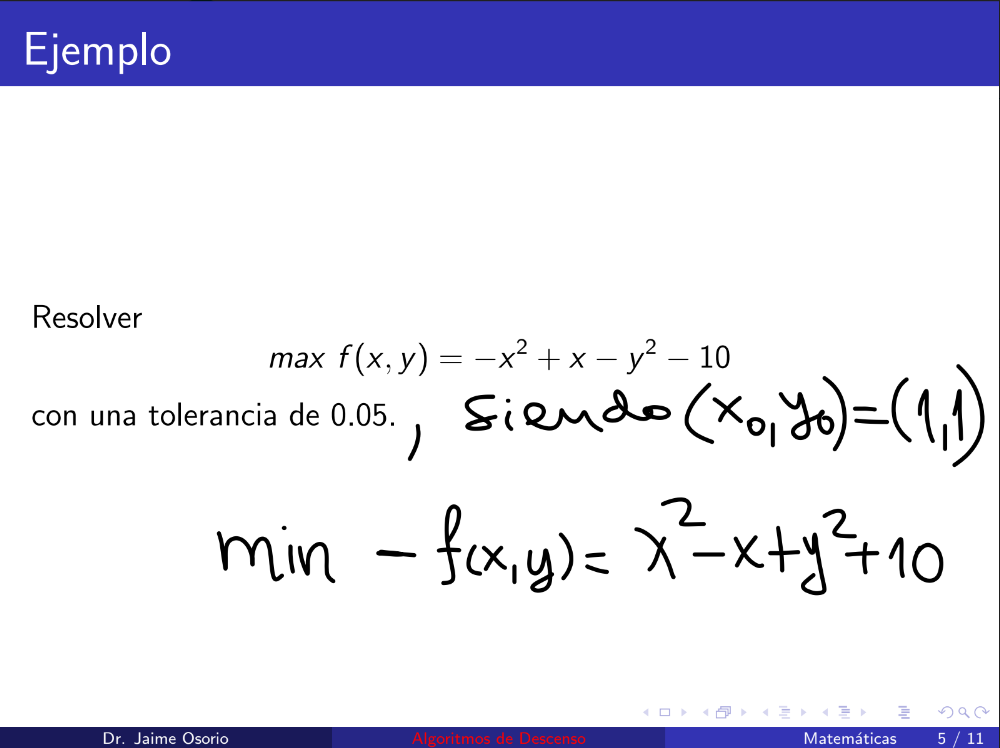 Ejemplo
Resolver
max f(x, y) = −x² + x − y² − 10
con una tolerancia de 0.05. , siendo (x₀, y₀) = (1,1)
min − f(x,y) = x² − x + y² + 10
Dr. Jaime Osorio Algoritmos de Descenso Matemáticas 5 / 11